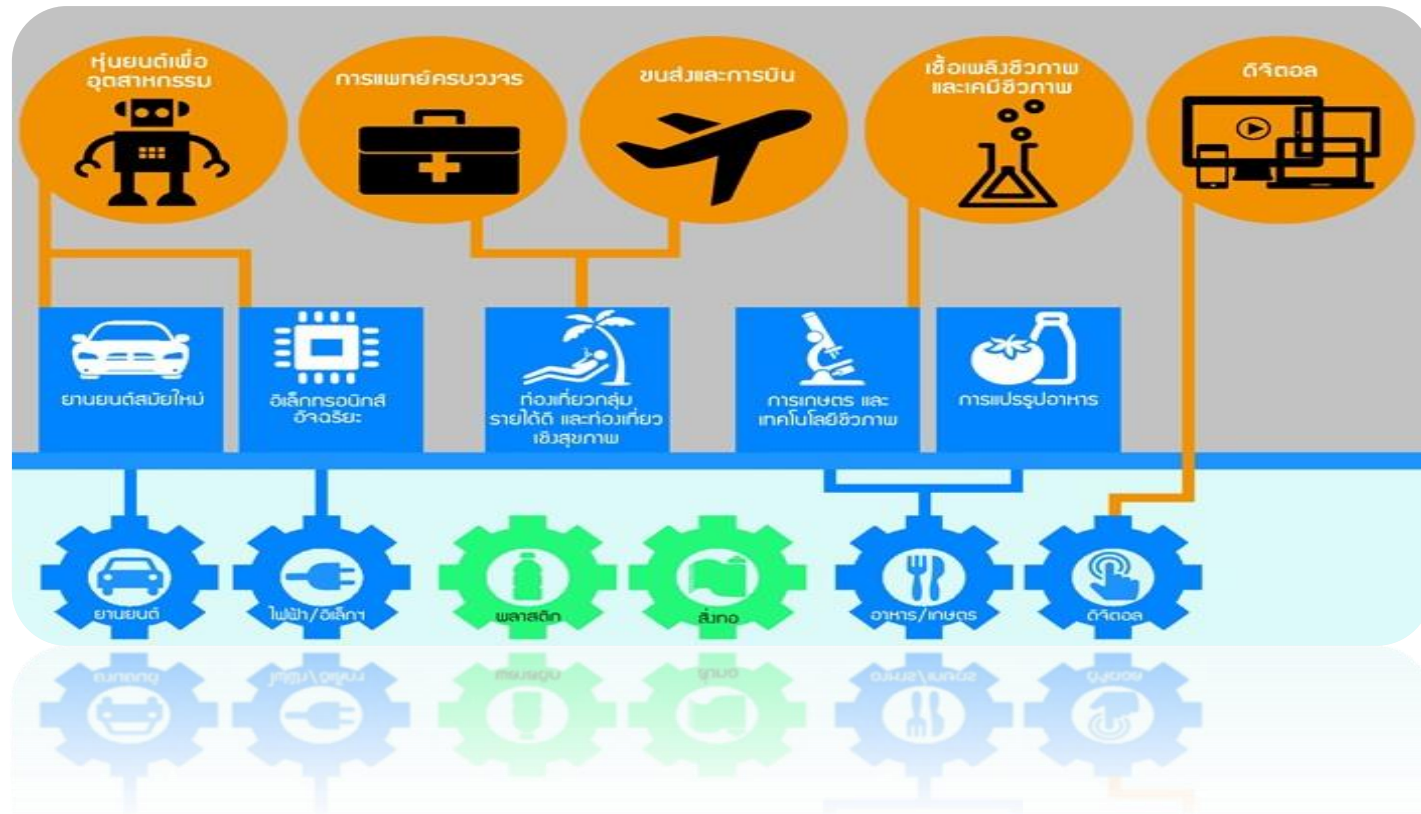 หุ่นยนต์เพื่อ
อุตสาหกรรม
การแพทย์ครบวงจร
ขนส่งและการบิน
เชื้อเพลิงชีวภาพ
และเคมีชีวภาพ
ดิจิตอล
ยานยนต์สมัยใหม่
อิเล็กทรอนิกส์
อัจฉริยะ
ท่องเที่ยวกลุ่ม
รายได้ดี และท่องเที่ยว
เชิงสุขภาพ
การเกษตร และ
เทคโนโลยีชีวภาพ
การแปรรูปอาหาร
ยานยนต์
ไฟฟ้า/อิเล็กฯ
พลาสติก
สิ่งทอ
อาหาร/เกษตร
ดิจิตอล